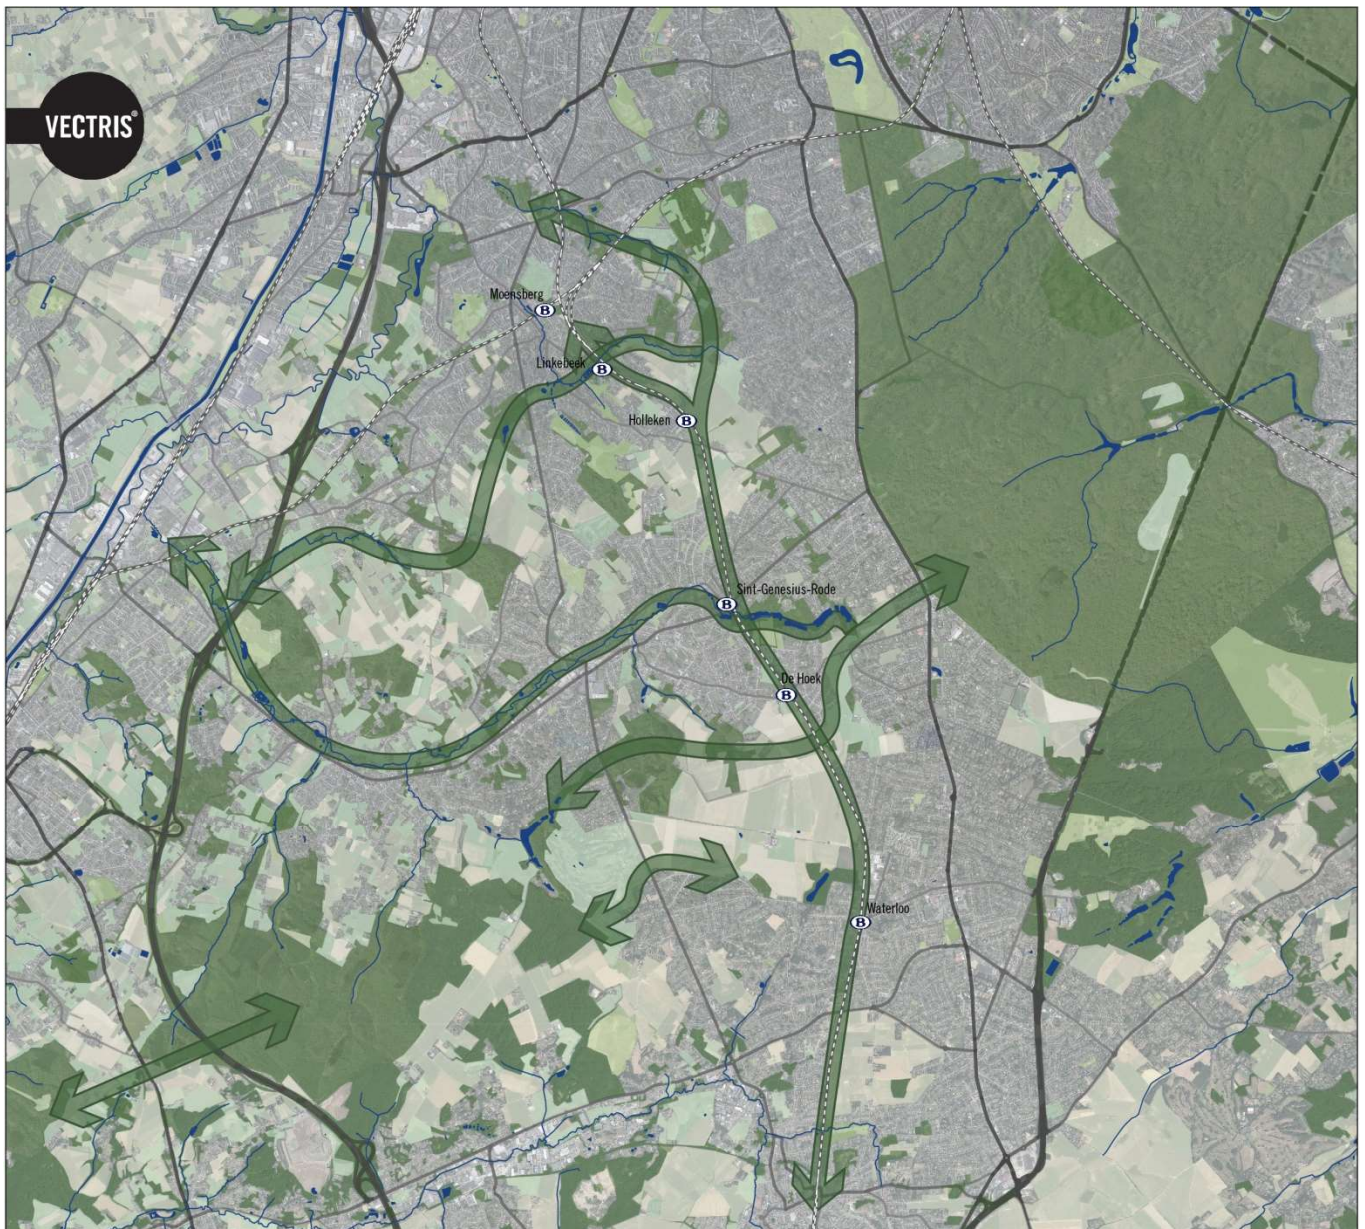 VECTRIS®
Moensberg
B
Linkebeek
B
Holleken
B
Sint-Genesius-Rode
B
De Hoek
B
Waterloo
B